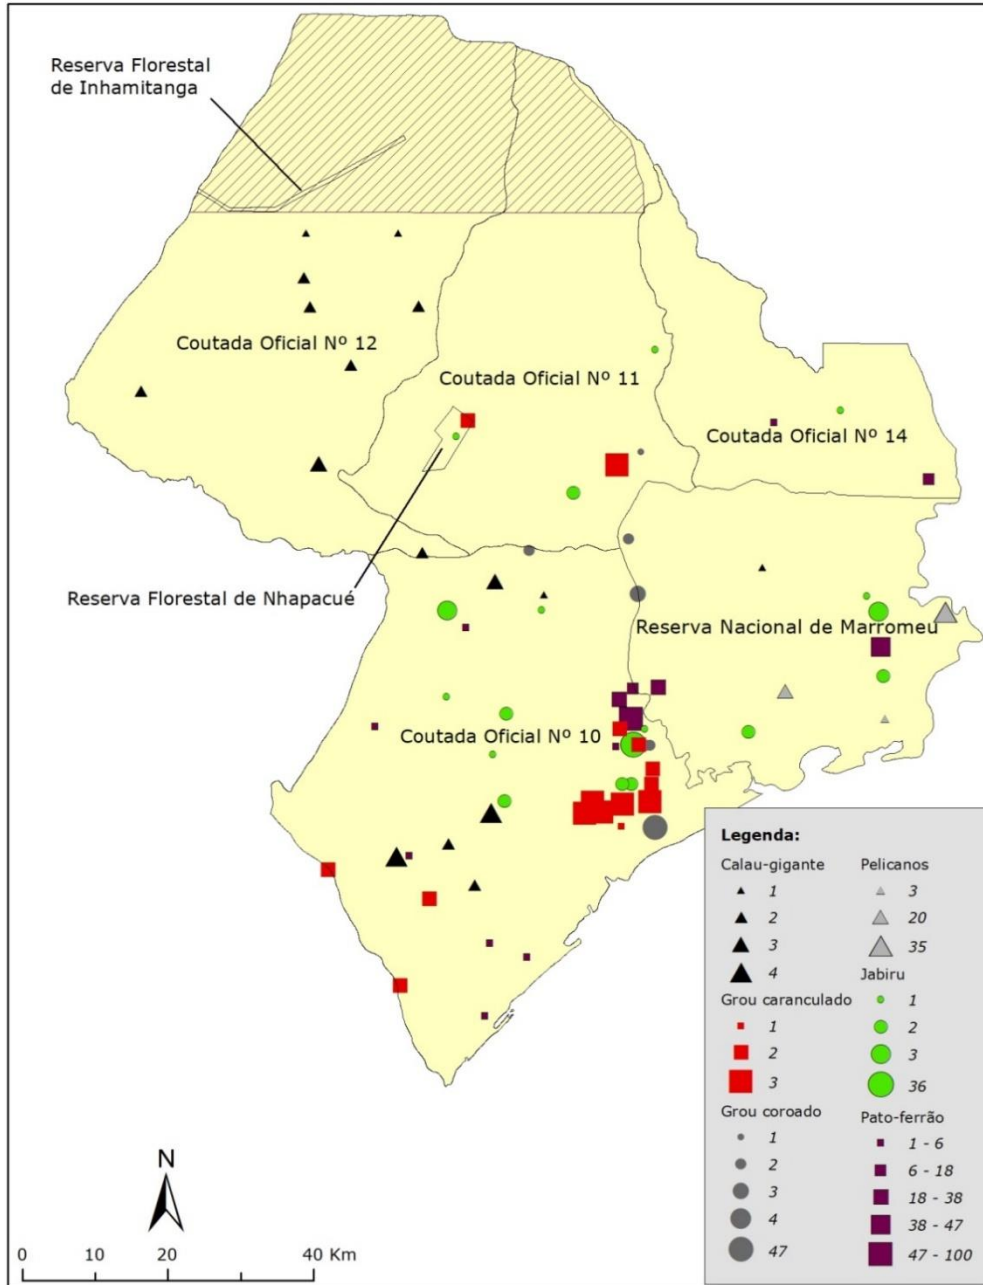 Reserva Florestal
de Inhamitanga
Coutada Oficial Nº 12
Coutada Oficial Nº 11
Coutada Oficial Nº 14
Reserva Florestal de Nhapacué
Reserva Nacional de Marromeu
Coutada Oficial Nº 10
Legenda:
Calau-gigante
1
2
3
4
Grou caranculado
1
2
3
Grou coroado
1
2
3
4
47
Pelicanos
3
20
35
Jabiru
1
2
3
36
Pato-ferrão
1 - 6
6 - 18
18 - 38
38 - 47
47 - 100
N
0 10 20 40 Km